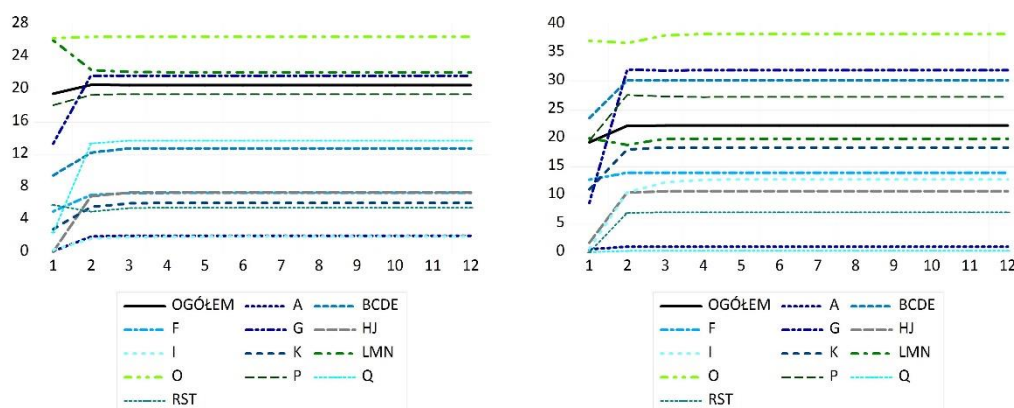 28
24
20
16
12
8
4
0
1 2 3 4 5 6 7 8 9 10 11 12
OGÓŁEM A BCDE
F G HJ
I K LMN
O P Q
RST
40
35
30
25
20
15
10
5
0
1 2 3 4 5 6 7 8 9 10 11 12
OGÓŁEM A BCDE
F G HJ
I K LMN
O P Q
RST